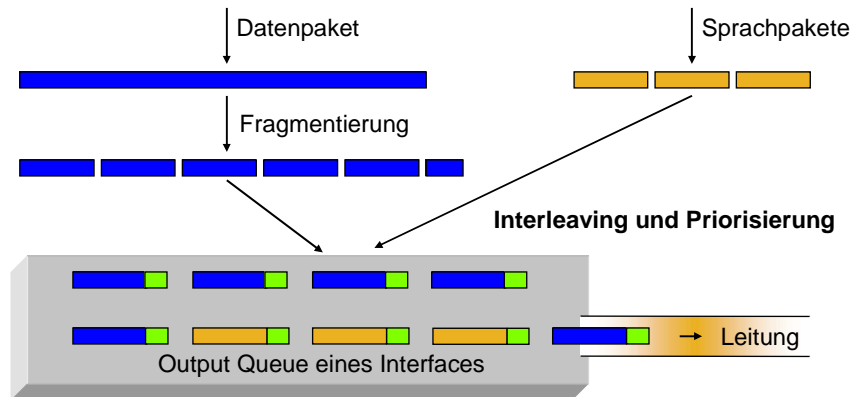 Datenpaket
Sprachpakete
Fragmentierung
Interleaving und Priorisierung
Leitung
Output Queue eines Interfaces